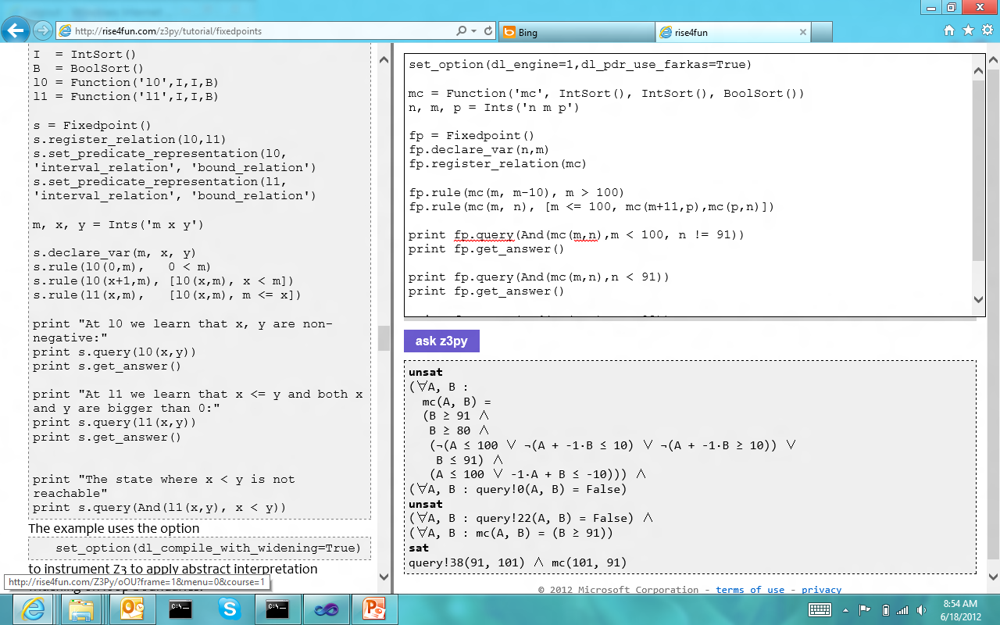 http://rise4fun.com/z3py/tutorial/fixedpoints
Bing
rise4fun
I  = IntSort()
B  = BoolSort()
l0 = Function('l0',I,I,B)
l1 = Function('l1',I,I,B)
s = Fixedpoint()
s.register_relation(l0,l1)
s.set_predicate_representation(l0,
'interval_relation', 'bound_relation')
s.set_predicate_representation(l1,
'interval_relation', 'bound_relation')
m, x, y = Ints('m x y')
s.declare_var(m, x, y)
s.rule(l0(0,m),   0 < m)
s.rule(l0(x+1,m), [l0(x,m), x < m])
s.rule(l1(x,m),   [l0(x,m), m <= x])
print "At l0 we learn that x, y are non-
negative:"
print s.query(l0(x,y))
print s.get_answer()
print "At l1 we learn that x <= y and both x
and y are bigger than 0:"
print s.query(l1(x,y))
print s.get_answer()
print "The state where x < y is not
reachable"
print s.query(And(l1(x,y), x < y))
The example uses the option
set_option(dl_compile_with_widening=True)
to instrument Z3 to apply abstract interpretation
http://rise4fun.com/Z3Py/oOU?frame=1&menu=0&course=1
set_option(dl_engine=1,dl_pdr_use_farkas=True)
mc = Function('mc', IntSort(), IntSort(), BoolSort())
n, m, p = Ints('n m p')
fp = Fixedpoint()
fp.declare_var(n,m)
fp.register_relation(mc)
fp.rule(mc(m, m-10), m > 100)
fp.rule(mc(m, n), [m <= 100, mc(m+11,p),mc(p,n)])
print fp.query(And(mc(m,n),m < 100, n != 91))
print fp.get_answer()
print fp.query(And(mc(m,n),n < 91))
print fp.get_answer()
ask z3py
unsat
(∀A, B :
mc(A, B) =
(B ≥ 91 ∧
B ≥ 80 ∧
(¬(A ≤ 100 ∨ ¬(A + -1·B ≤ 10) ∨ ¬(A + -1·B ≥ 10)) ∨
B ≤ 91) ∧
(A ≤ 100 ∨ -1·A + B ≤ -10))) ∧
(∀A, B : query!0(A, B) = False)
unsat
(∀A, B : query!22(A, B) = False) ∧
(∀A, B : mc(A, B) = (B ≥ 91))
sat
query!38(91, 101) ∧ mc(101, 91)
© 2012 Microsoft Corporation - terms of use - privacy
8:54 AM
6/18/2012